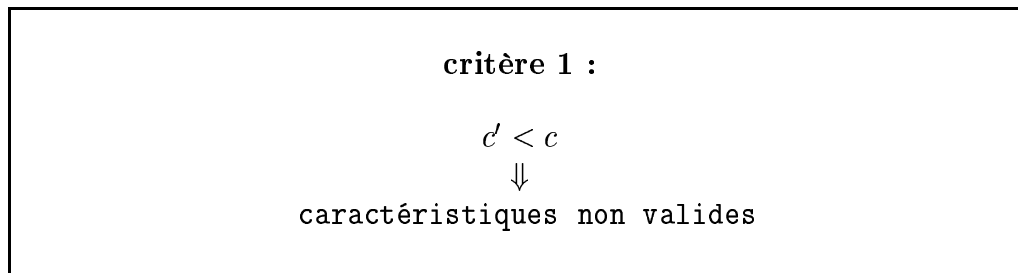 critère 1 :
c′ < c
⇓
caractéristiques non valides